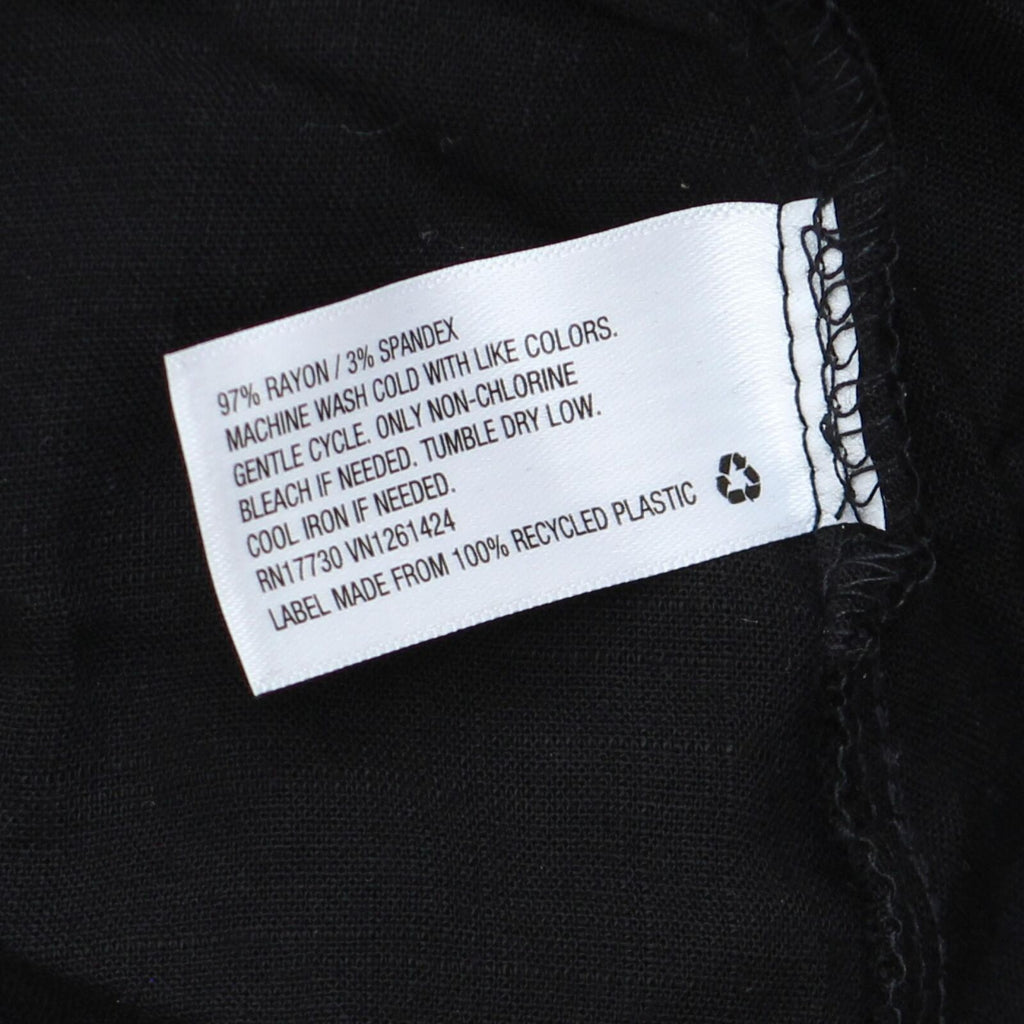 97% RAYON / 3% SPANDEX
MACHINE WASH COLD WITH LIKE COLORS.
GENTLE CYCLE. ONLY NON-CHLORINE
BLEACH IF NEEDED. TUMBLE DRY LOW.
COOL IRON IF NEEDED.
RN17730 VN1261424
LABEL MADE FROM 100% RECYCLED PLASTIC